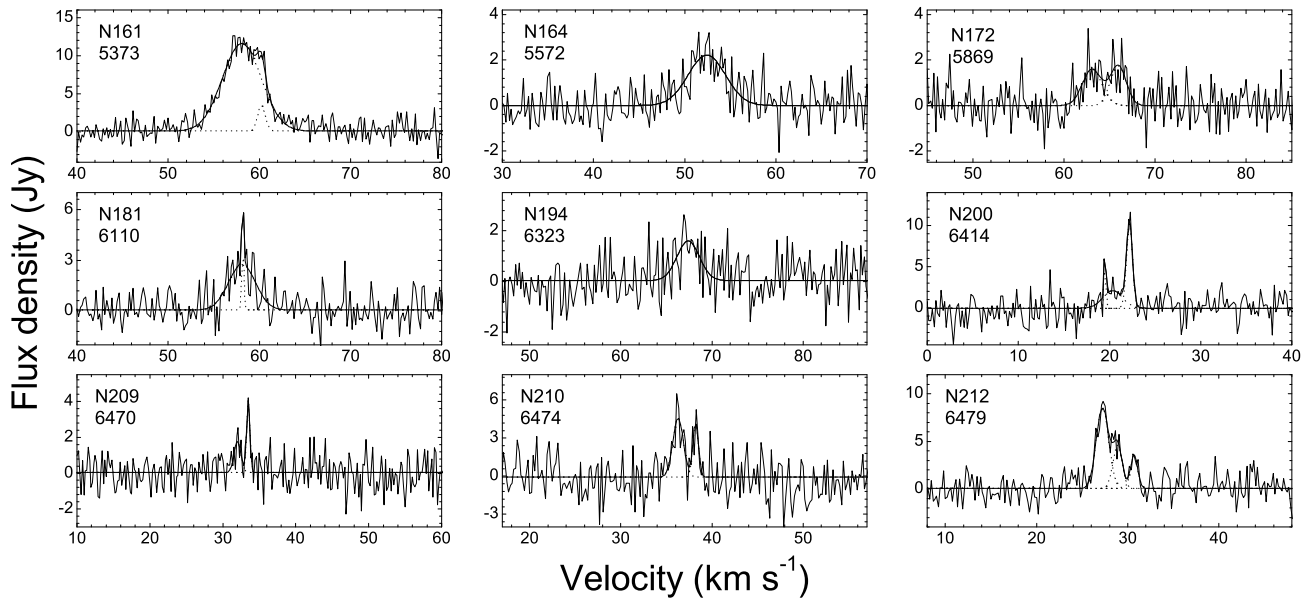 Flux density (Jy)
N161
5373
15
10
5
0
40 50 60 70 80
N164
5572
4
2
0
-2
30 40 50 60 70
N172
5869
4
2
0
-2
50 60 70 80
N181
6110
6
3
0
40 50 60 70 80
N194
6323
2
0
-2
50 60 70 80
N200
6414
10
5
0
0 10 20 30 40
N209
6470
4
2
0
-2
10 20 30 40 50 60
N210
6474
6
3
0
-3
20 30 40 50
N212
6479
10
5
0
10 20 30 40
Velocity (km s⁻¹)